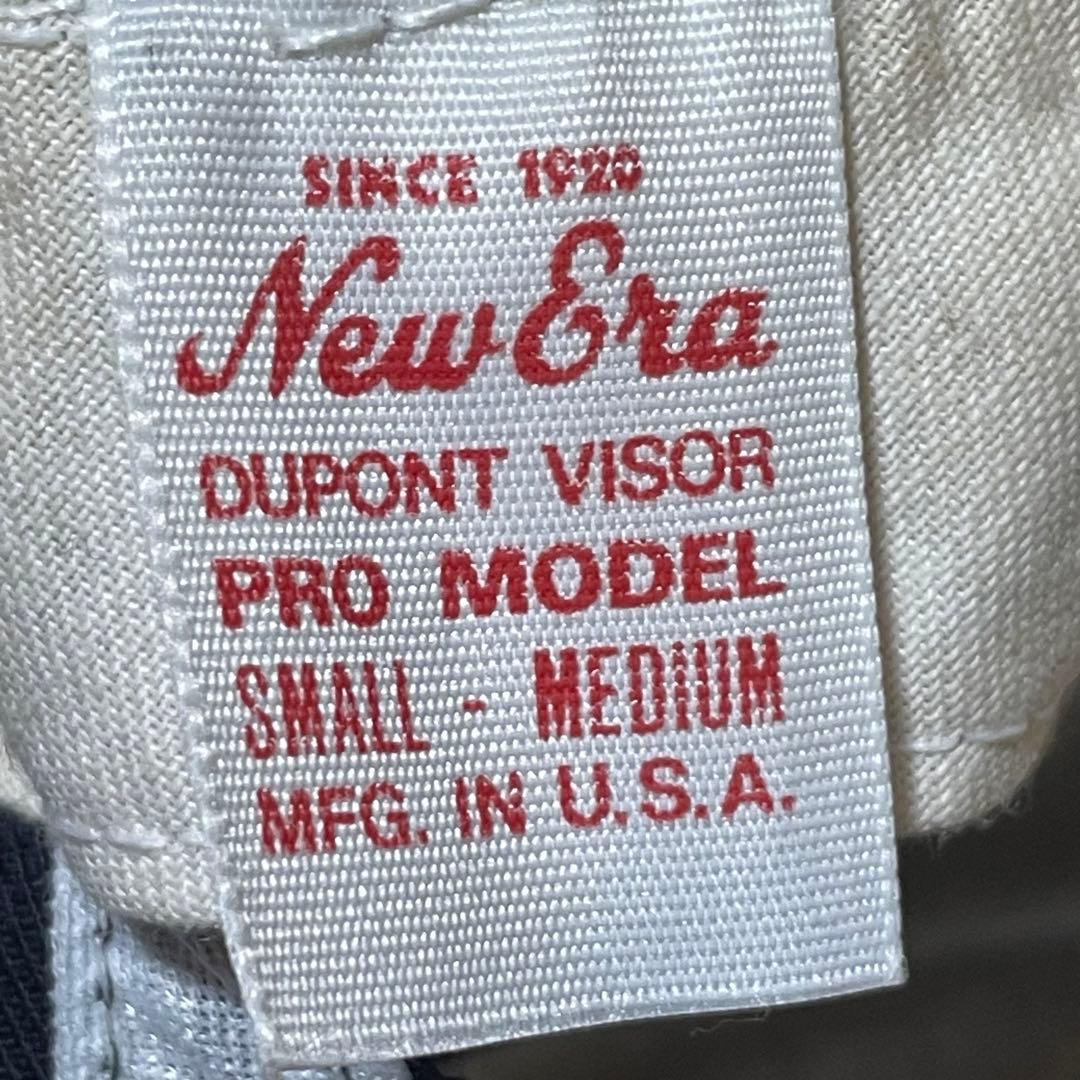 SINCE 1920
New Era
DUPONT VISOR
PRO MODEL
SMALL - MEDIUM
MFG. IN U.S.A.